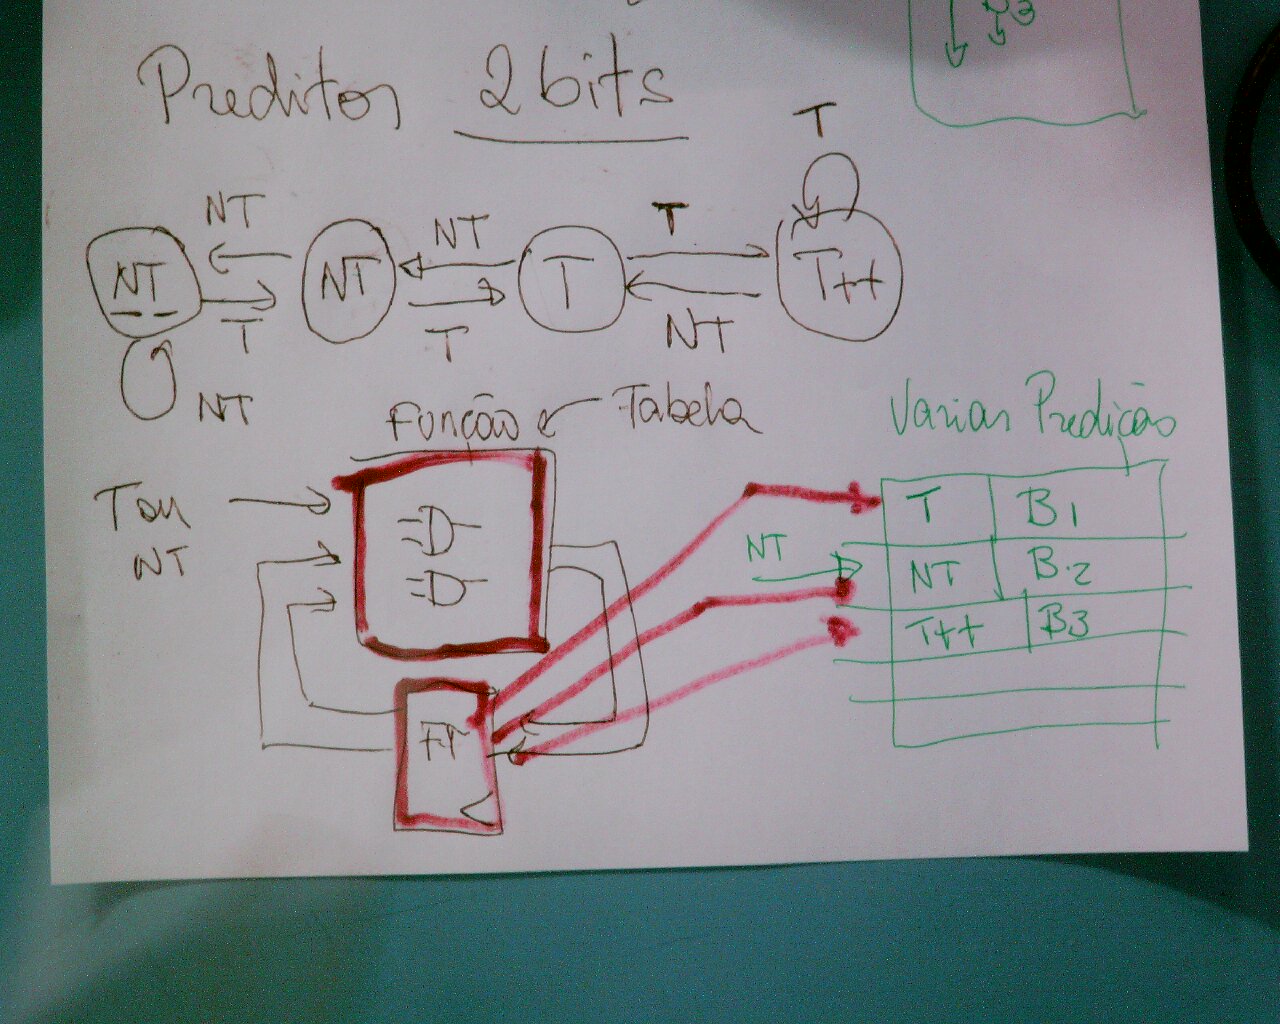 Preditor 2 bits
T
NT NT T
NT NT T T++
T T NT
NT
Função Tabela
Varias Predição
T ou
NT
T B1
NT
NT B2
T++ B3
FF